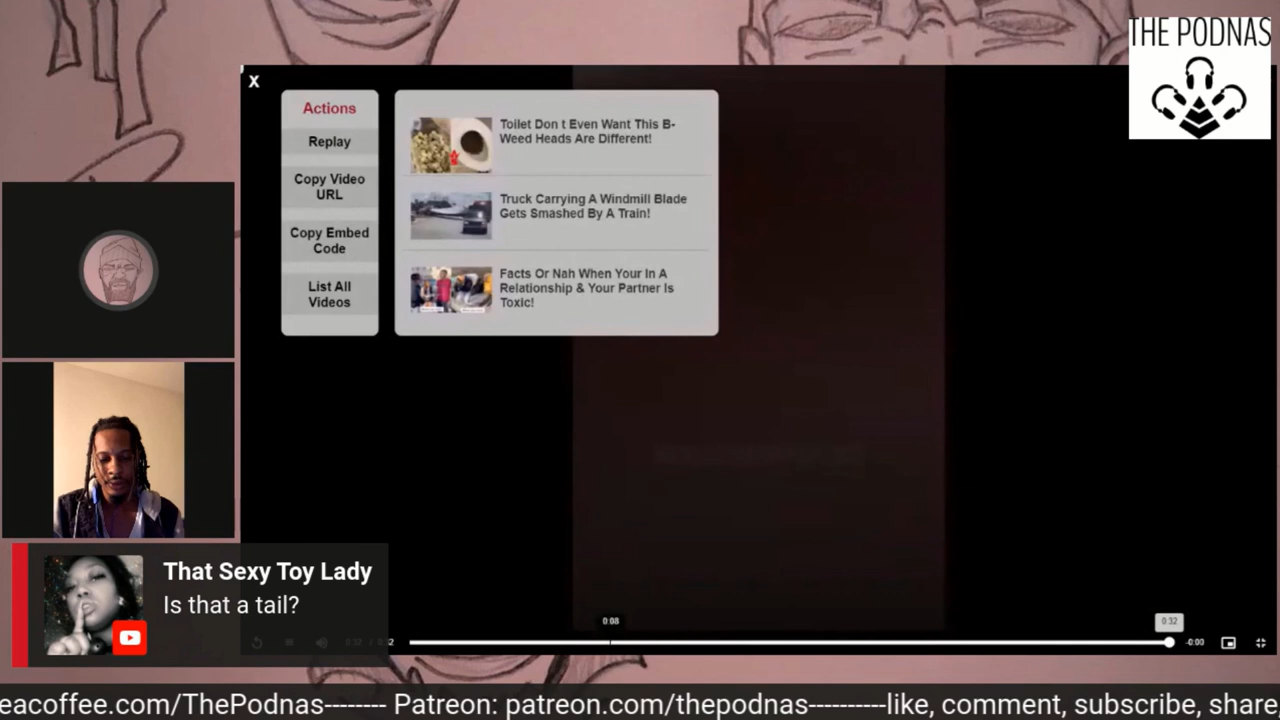 THE PODNAS
X
Actions
Replay
Copy Video
URL
Copy Embed
Code
List All
Videos
Toilet Don t Even Want This B-
Weed Heads Are Different!
Truck Carrying A Windmill Blade
Gets Smashed By A Train!
Facts Or Nah When Your In A
Relationship & Your Partner Is
Toxic!
That Sexy Toy Lady
Is that a tail?
0:08
0:32
-0:00
eacoffee.com/ThePodnas-------- Patreon: patreon.com/thepodnas----------like, comment, subscribe, share